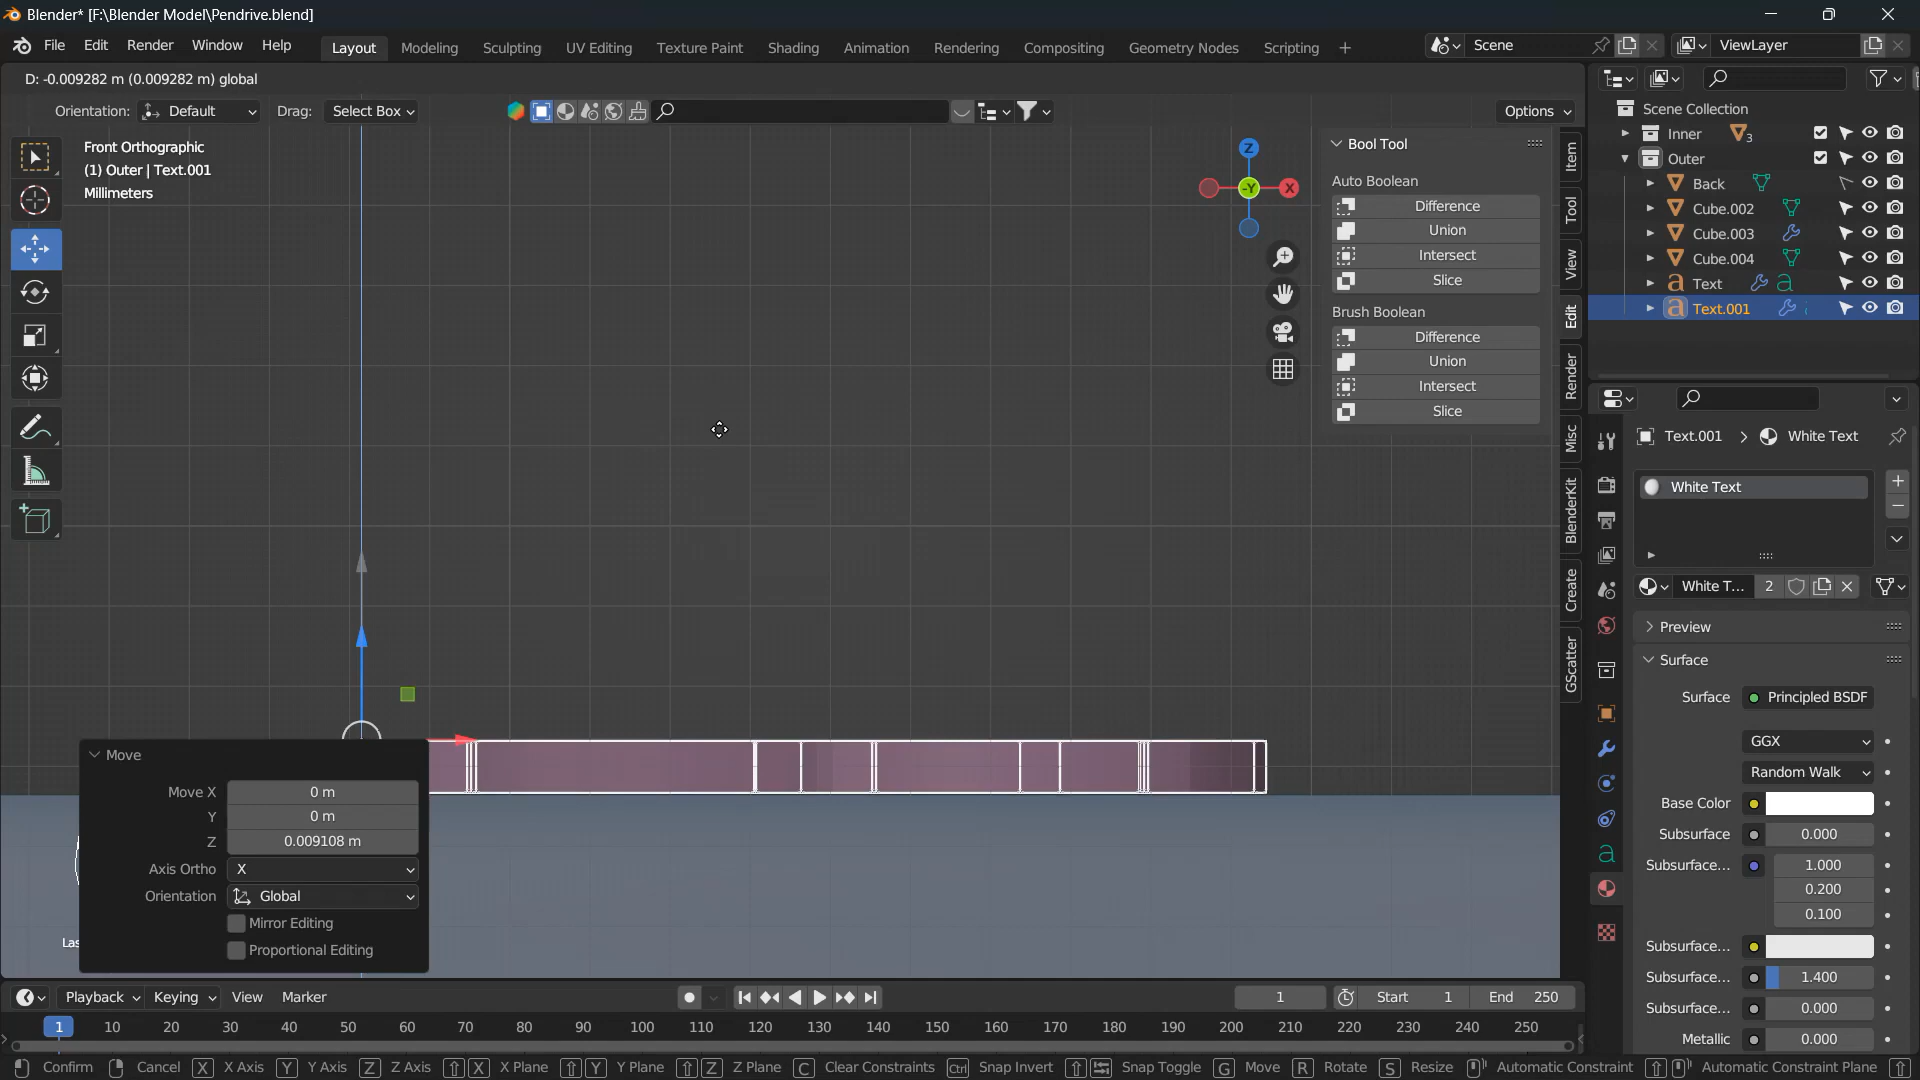 Blender* [F:\Blender Model\Pendrive.blend]
File Edit Render Window Help Layout Modeling Sculpting UV Editing Texture Paint Shading Animation Rendering Compositing Geometry Nodes Scripting + Scene ViewLayer
D: -0.009282 m (0.009282 m) global
Orientation: Default Drag: Select Box Options
Front Orthographic
(1) Outer | Text.001
Millimeters
Z
-Y
X
Bool Tool
Auto Boolean
Difference
Union
Intersect
Slice
Brush Boolean
Difference
Union
Intersect
Slice
Item
Tool
View
Edit
Render
Misc
BlenderKit
Create
GScatter
Scene Collection
Inner 3
Outer
Back
Cube.002
Cube.003
Cube.004
Text
Text.001
Text.001 > White Text
White Text
White T... 2
Preview
Surface
Surface Principled BSDF
GGX
Random Walk
Base Color
Subsurface 0.000
Subsurface... 1.000
0.200
0.100
Subsurface...
Subsurface... 1.400
Subsurface... 0.000
Metallic 0.000
Move
Move X 0 m
Y 0 m
Z 0.009108 m
Axis Ortho X
Orientation Global
Mirror Editing
Proportional Editing
Las
Playback Keying View Marker 1 Start 1 End 250
1 10 20 30 40 50 60 70 80 90 100 110 120 130 140 150 160 170 180 190 200 210 220 230 240 250
Confirm Cancel X X Axis Y Y Axis Z Z Axis X X Plane Y Y Plane Z Z Plane C Clear Constraints Ctrl Snap Invert Snap Toggle G Move R Rotate S Resize Automatic Constraint Automatic Constraint Plane